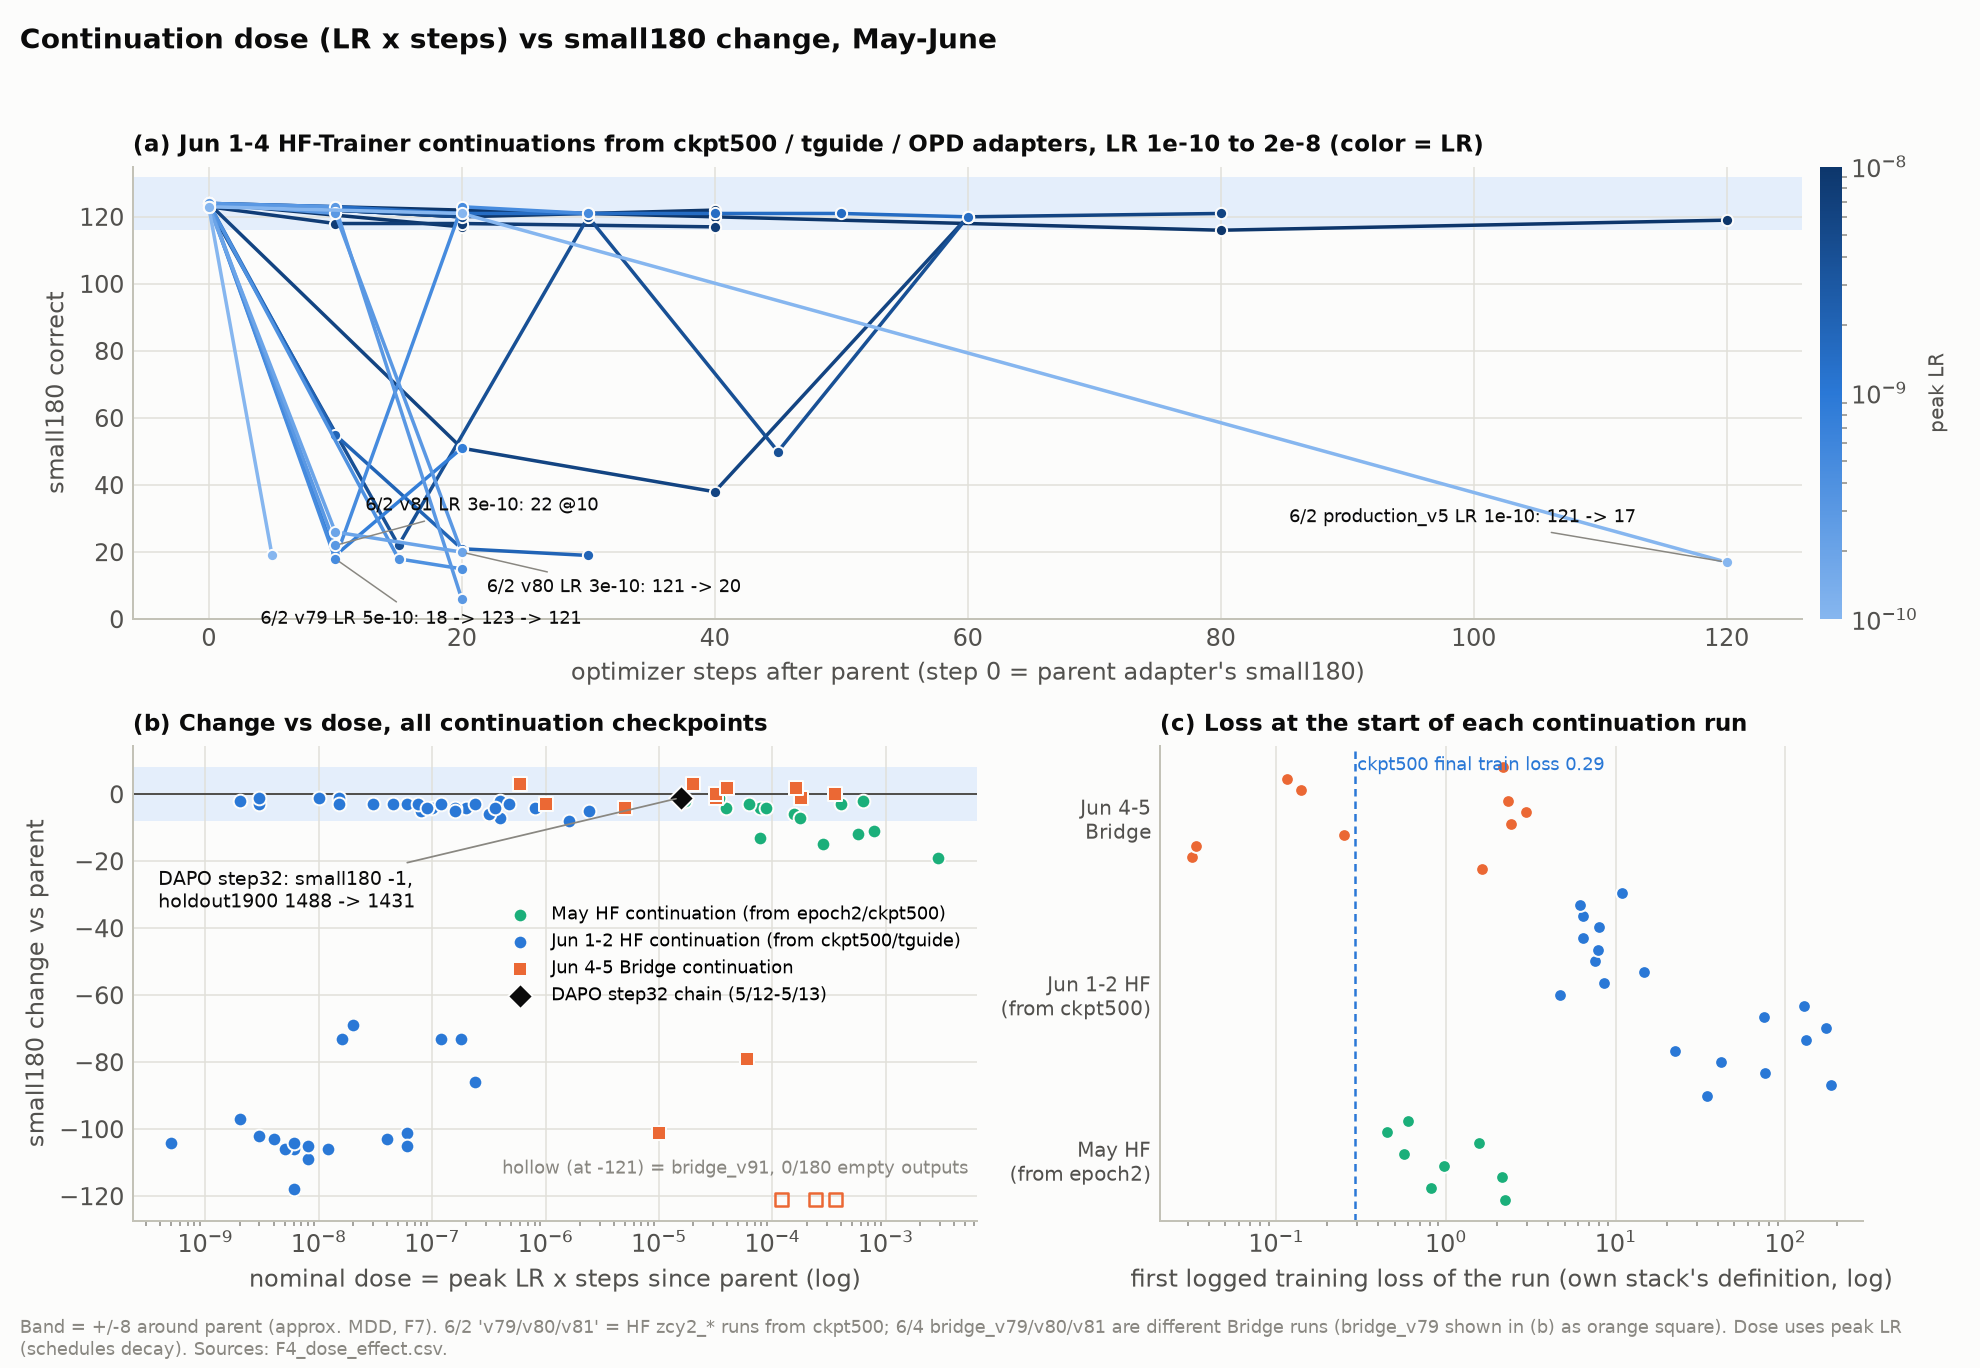 Continuation dose (LR x steps) vs small180 change, May-June
(a) Jun 1-4 HF-Trainer continuations from ckpt500 / tguide / OPD adapters, LR 1e-10 to 2e-8 (color = LR)
small180 correct
120
100
80
60
40
20
0
6/2 v81 LR 3e-10: 22 @10
6/2 v80 LR 3e-10: 121 -> 20
6/2 v79 LR 5e-10: 18 -> 123 -> 121
6/2 production_v5 LR 1e-10: 121 -> 17
0 20 40 60 80 100 120
optimizer steps after parent (step 0 = parent adapter's small180)
10⁻⁸
10⁻⁹
10⁻¹⁰
peak LR
(b) Change vs dose, all continuation checkpoints
small180 change vs parent
0
−20
−40
−60
−80
−100
−120
DAPO step32: small180 -1,
holdout1900 1488 -> 1431
May HF continuation (from epoch2/ckpt500)
Jun 1-2 HF continuation (from ckpt500/tguide)
Jun 4-5 Bridge continuation
DAPO step32 chain (5/12-5/13)
hollow (at -121) = bridge_v91, 0/180 empty outputs
10⁻⁹ 10⁻⁸ 10⁻⁷ 10⁻⁶ 10⁻⁵ 10⁻⁴ 10⁻³
nominal dose = peak LR x steps since parent (log)
(c) Loss at the start of each continuation run
ckpt500 final train loss 0.29
Jun 4-5
Bridge
Jun 1-2 HF
(from ckpt500)
May HF
(from epoch2)
10⁻¹ 10⁰ 10¹ 10²
first logged training loss of the run (own stack's definition, log)
Band = +/-8 around parent (approx. MDD, F7). 6/2 'v79/v80/v81' = HF zcy2_* runs from ckpt500; 6/4 bridge_v79/v80/v81 are different Bridge runs (bridge_v79 shown in (b) as orange square). Dose uses peak LR
(schedules decay). Sources: F4_dose_effect.csv.